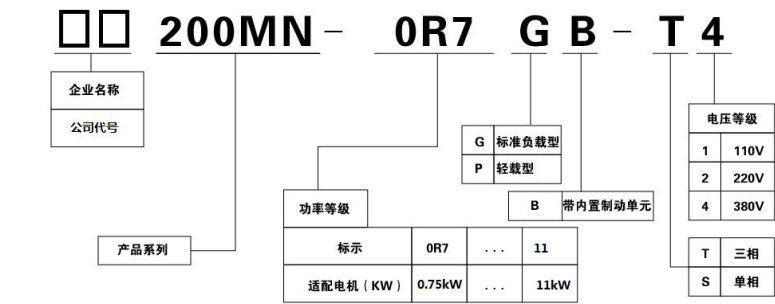 □□ 200MN- 0R7 G B - T 4
企业名称
公司代号
电压等级
1 110V
2 220V
4 380V
G 标准负载型
P 轻载型
B 带内置制动单元
功率等级
标示 0R7 ... 11
适配电机（KW） 0.75kW ... 11kW
产品系列
T 三相
S 单相